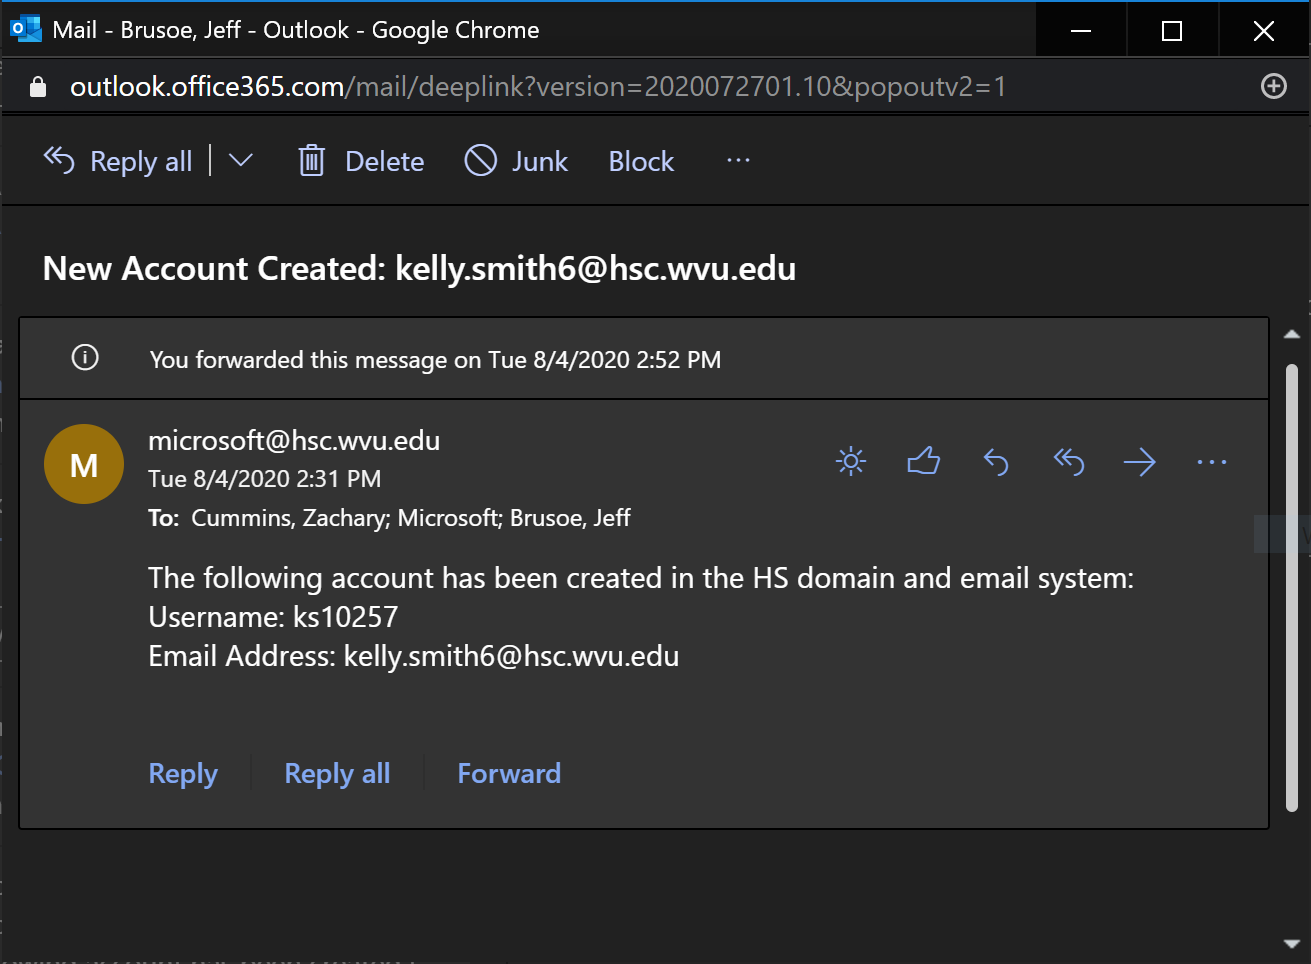 Mail - Brusoe, Jeff - Outlook - Google Chrome
outlook.office365.com/mail/deeplink?version=2020072701.10&popoutv2=1
Reply all Delete Junk Block
New Account Created: kelly.smith6@hsc.wvu.edu
You forwarded this message on Tue 8/4/2020 2:52 PM
M
microsoft@hsc.wvu.edu
Tue 8/4/2020 2:31 PM
To: Cummins, Zachary; Microsoft; Brusoe, Jeff
The following account has been created in the HS domain and email system:
Username: ks10257
Email Address: kelly.smith6@hsc.wvu.edu
Reply Reply all Forward